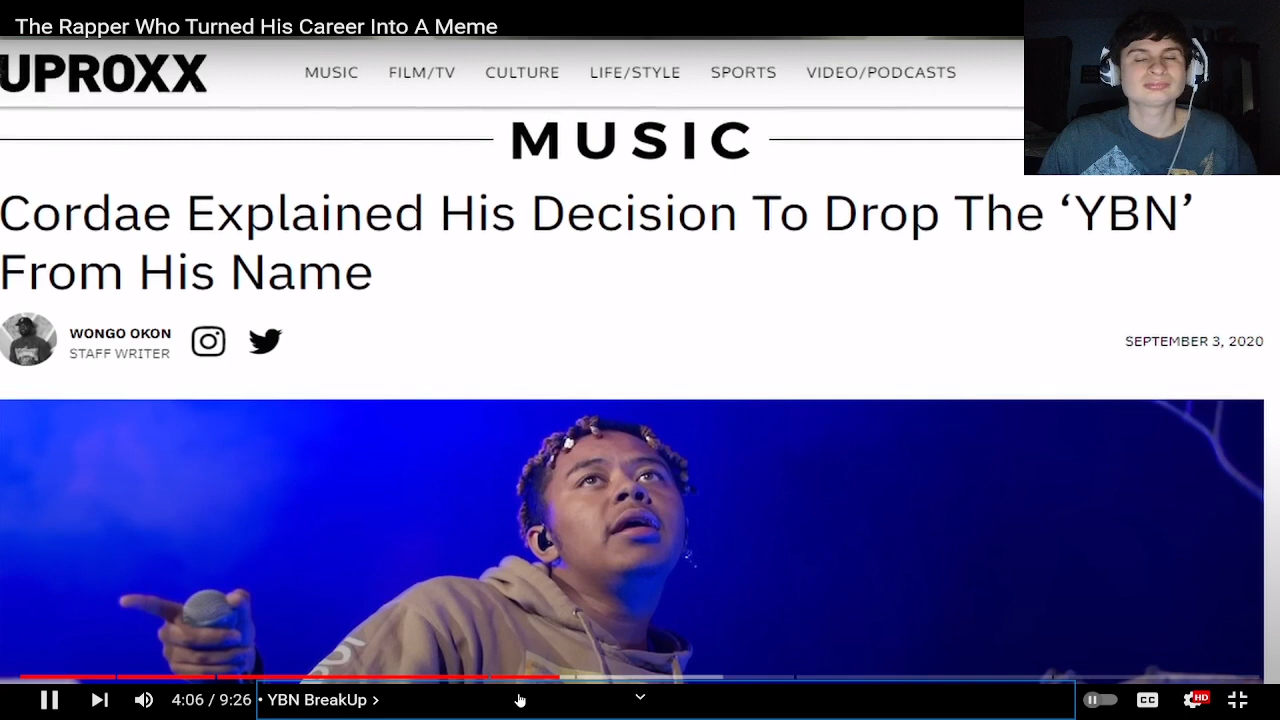 The Rapper Who Turned His Career Into A Meme
UPROXX
MUSIC FILM/TV CULTURE LIFE/STYLE SPORTS VIDEO/PODCASTS
MUSIC
Cordae Explained His Decision To Drop The ‘YBN’
From His Name
WONGO OKON
STAFF WRITER
SEPTEMBER 3, 2020
4:06 / 9:26 • YBN BreakUp >
CC
HD